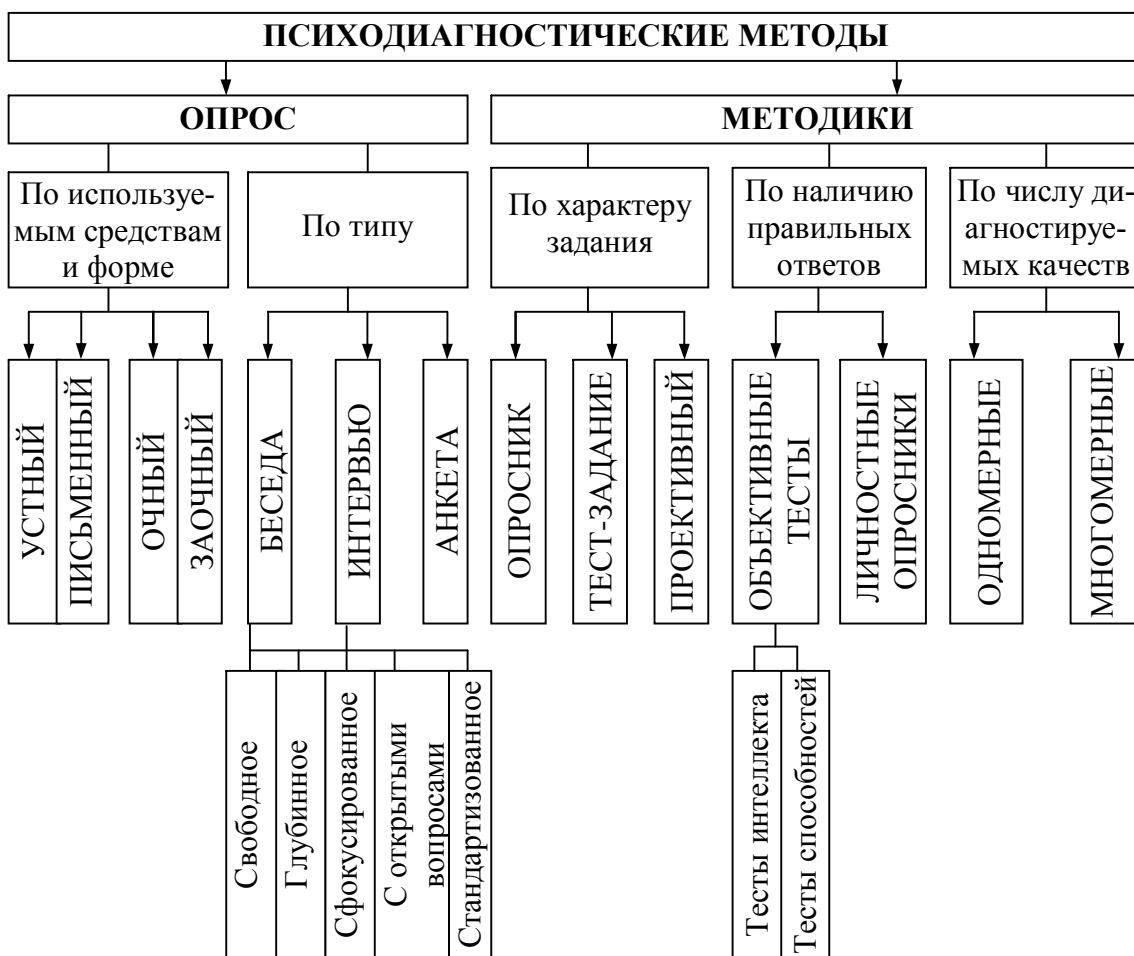 ПСИХОДИАГНОСТИЧЕСКИЕ МЕТОДЫ
ОПРОС
МЕТОДИКИ
По используе-
мым средствам
и форме
По типу
По характеру
задания
По наличию
правильных
ответов
По числу ди-
агностируе-
мых качеств
УСТНЫЙ
ПИСЬМЕННЫЙ
ОЧНЫЙ
ЗАОЧНЫЙ
БЕСЕДА
ИНТЕРВЬЮ
АНКЕТА
ОПРОСНИК
ТЕСТ-ЗАДАНИЕ
ПРОЕКТИВНЫЙ
ОБЪЕКТИВНЫЕ
ТЕСТЫ
ЛИЧНОСТНЫЕ
ОПРОСНИКИ
ОДНОМЕРНЫЕ
МНОГОМЕРНЫЕ
Свободное
Глубинное
Сфокусированное
С открытыми
вопросами
Стандартизованное
Тесты интеллекта
Тесты способностей